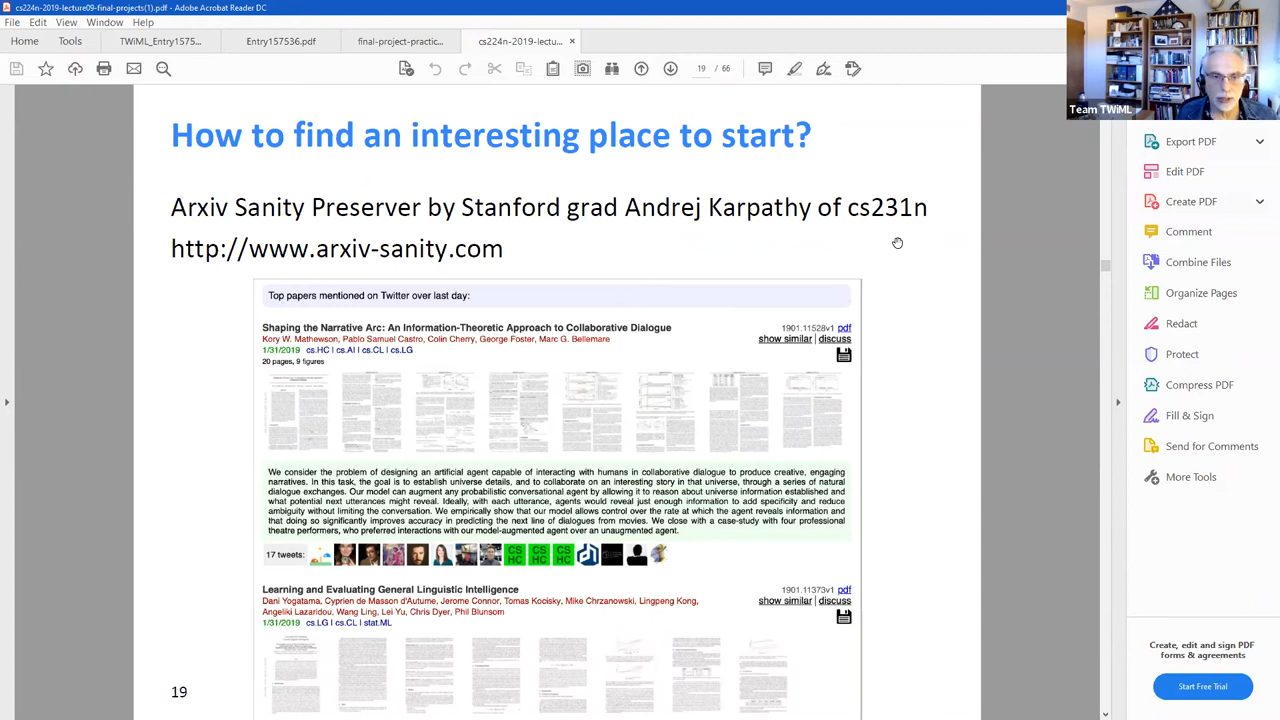 cs224n-2019-lecture09-final-projects(1).pdf - Adobe Acrobat Reader DC
File Edit View Window Help
Home Tools TWiML_Entry1575... Entry157536.pdf final-project-practic... cs224n-2019-lectu... ×
19 / 66
Team TWiML
How to find an interesting place to start?
Arxiv Sanity Preserver by Stanford grad Andrej Karpathy of cs231n
http://www.arxiv-sanity.com
Top papers mentioned on Twitter over last day:
Shaping the Narrative Arc: An Information-Theoretic Approach to Collaborative Dialogue
1901.11528v1 pdf
Kory W. Mathewson, Pablo Samuel Castro, Colin Cherry, George Foster, Marc G. Bellemare
show similar | discuss
1/31/2019 cs.HC | cs.AI | cs.CL | cs.LG
20 pages, 9 figures
We consider the problem of designing an artificial agent capable of interacting with humans in collaborative dialogue to produce creative, engaging
narratives. In this task, the goal is to establish universe details, and to collaborate on an interesting story in that universe, through a series of natural
dialogue exchanges. Our model can augment any probabilistic conversational agent by allowing it to reason about universe information established and
what potential next utterances might reveal. Ideally, with each utterance, agents would reveal just enough information to add specificity and reduce
ambiguity without limiting the conversation. We empirically show that our model allows control over the rate at which the agent reveals information and
that doing so significantly improves accuracy in predicting the next line of dialogues from movies. We close with a case-study with four professional
theatre performers, who preferred interactions with our model-augmented agent over an unaugmented agent.
17 tweets:
CS CS CS
HC HC HC
Learning and Evaluating General Linguistic Intelligence
1901.11373v1 pdf
Dani Yogatama, Cyprien de Masson d'Autume, Jerome Connor, Tomas Kocisky, Mike Chrzanowski, Lingpeng Kong,
show similar | discuss
Angeliki Lazaridou, Wang Ling, Lei Yu, Chris Dyer, Phil Blunsom
1/31/2019 cs.LG | cs.CL | stat.ML
19
Export PDF
Edit PDF
Create PDF
Comment
Combine Files
Organize Pages
Redact
Protect
Compress PDF
Fill & Sign
Send for Comments
More Tools
Create, edit and sign PDF
forms & agreements
Start Free Trial